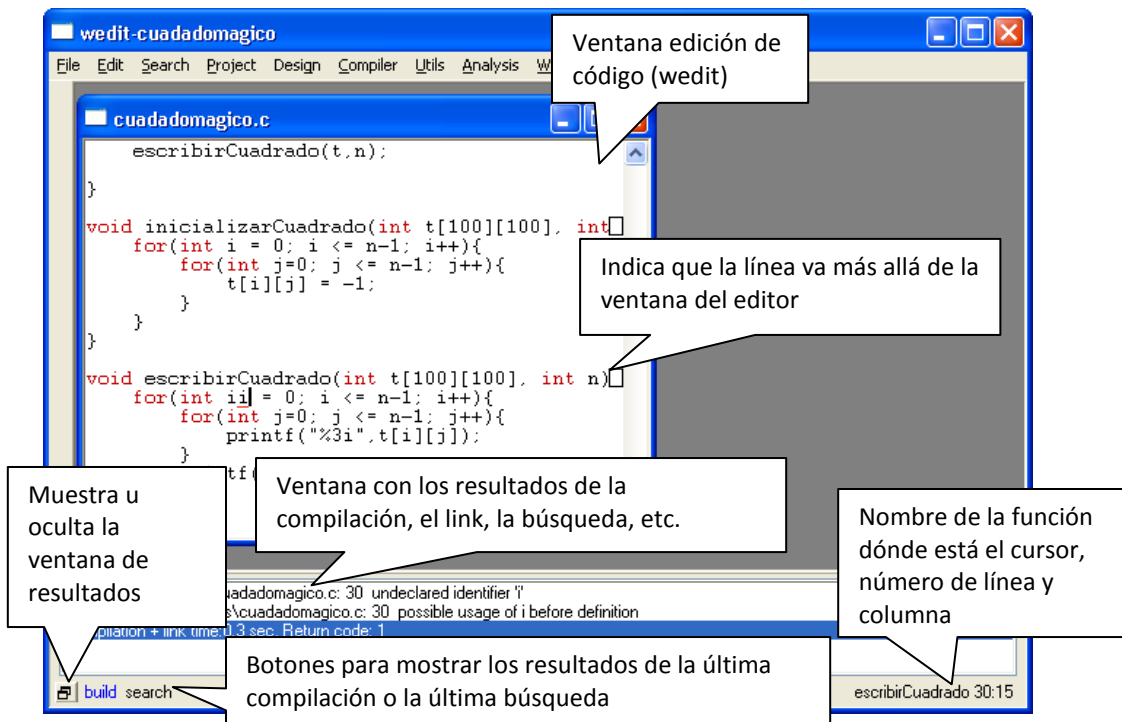 wedit-cuadadomagico
File Edit Search Project Design Compiler Utils Analysis W
Ventana edición de
código (wedit)
cuadadomagico.c
escribirCuadrado(t,n);
}
void inicializarCuadrado(int t[100][100], int
for(int i = 0; i <= n-1; i++){
for(int j=0; j <= n-1; j++){
t[i][j] = -1;
}
}
}
Indica que la línea va más allá de la
ventana del editor
void escribirCuadrado(int t[100][100], int n)
for(int ii = 0; i <= n-1; i++){
for(int j=0; j <= n-1; j++){
printf("%3i",t[i][j]);
}
tf(
Muestra u
oculta la
ventana de
resultados
Ventana con los resultados de la
compilación, el link, la búsqueda, etc.
Nombre de la función
dónde está el cursor,
número de línea y
columna
uadadomagico.c: 30 undeclared identifier 'i'
s\cuadadomagico.c: 30 possible usage of i before definition
pilation + link time:0.3 sec. Return code: 1
Botones para mostrar los resultados de la última
compilación o la última búsqueda
build search
escribirCuadrado 30:15